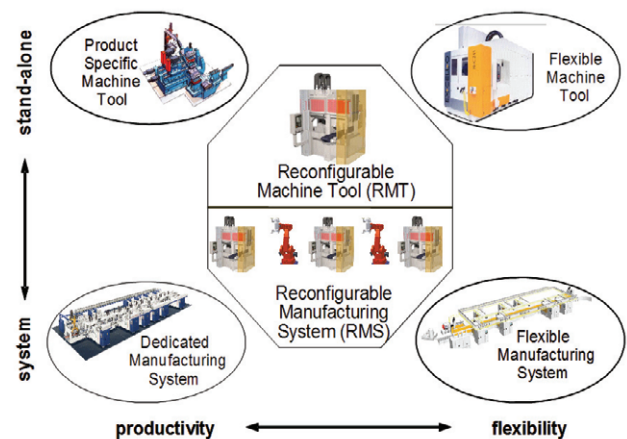 stand-alone
Product
Specific
Machine
Tool
Flexible
Machine
Tool
Reconfigurable
Machine Tool (RMT)
Reconfigurable
Manufacturing
System (RMS)
system
Dedicated
Manufacturing
System
Flexible
Manufacturing
System
productivity
flexibility